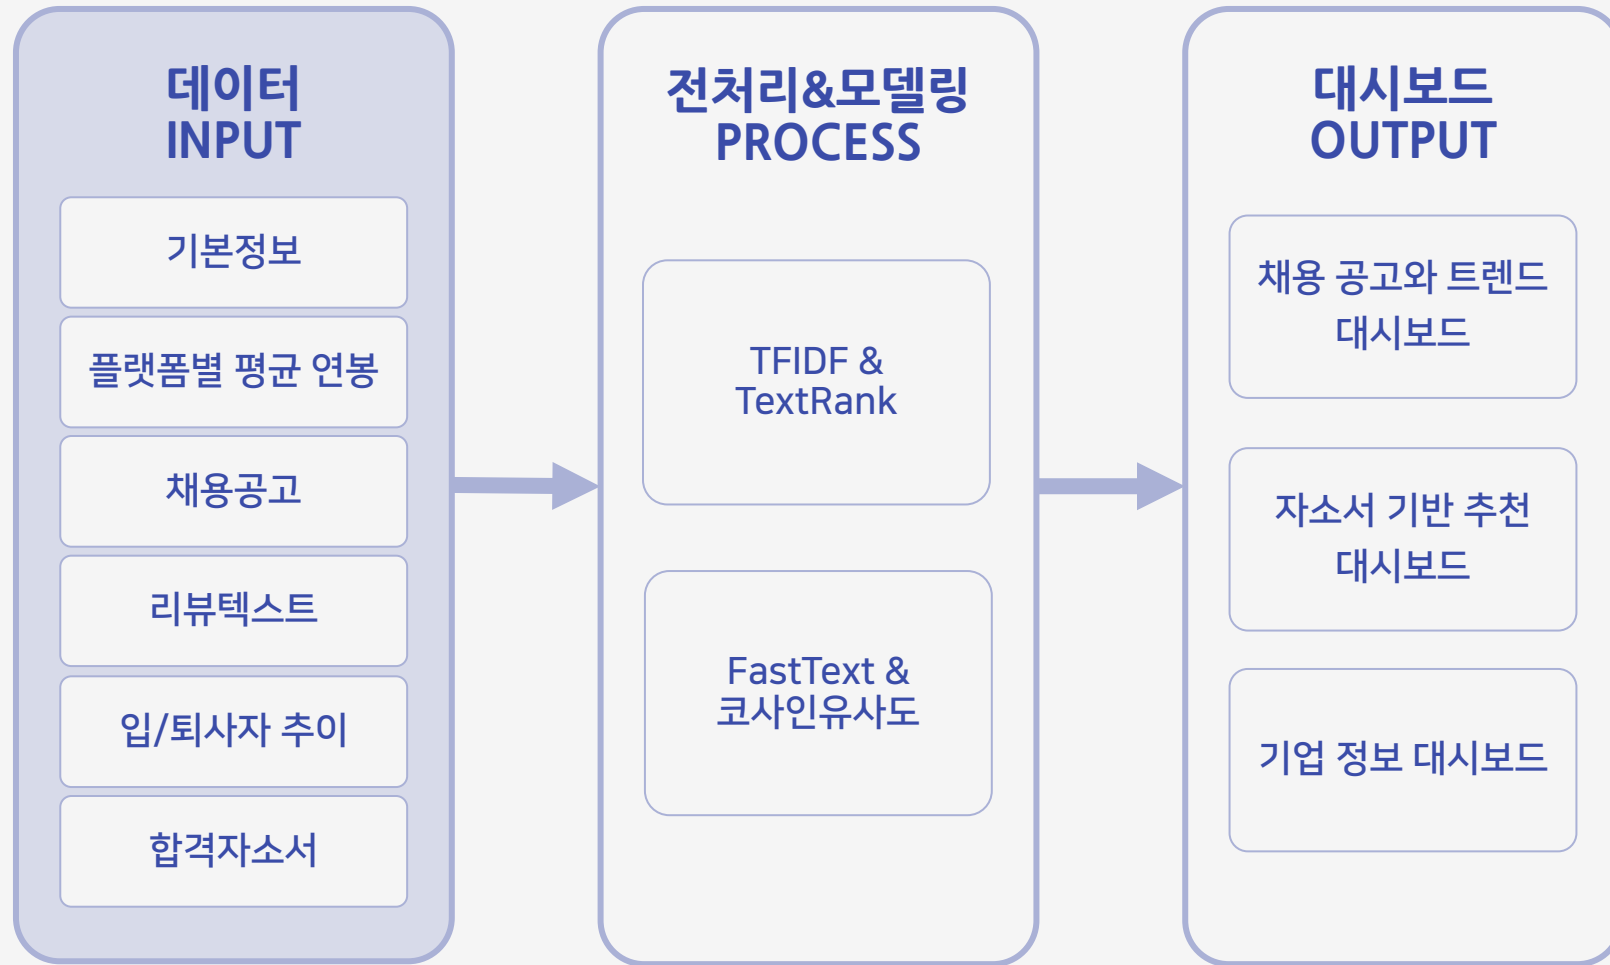 데이터
INPUT
기본정보
플랫폼별 평균 연봉
채용공고
리뷰텍스트
입/퇴사자 추이
합격자소서
전처리&모델링
PROCESS
TFIDF &
TextRank
FastText &
코사인유사도
대시보드
OUTPUT
채용 공고와 트렌드
대시보드
자소서 기반 추천
대시보드
기업 정보 대시보드